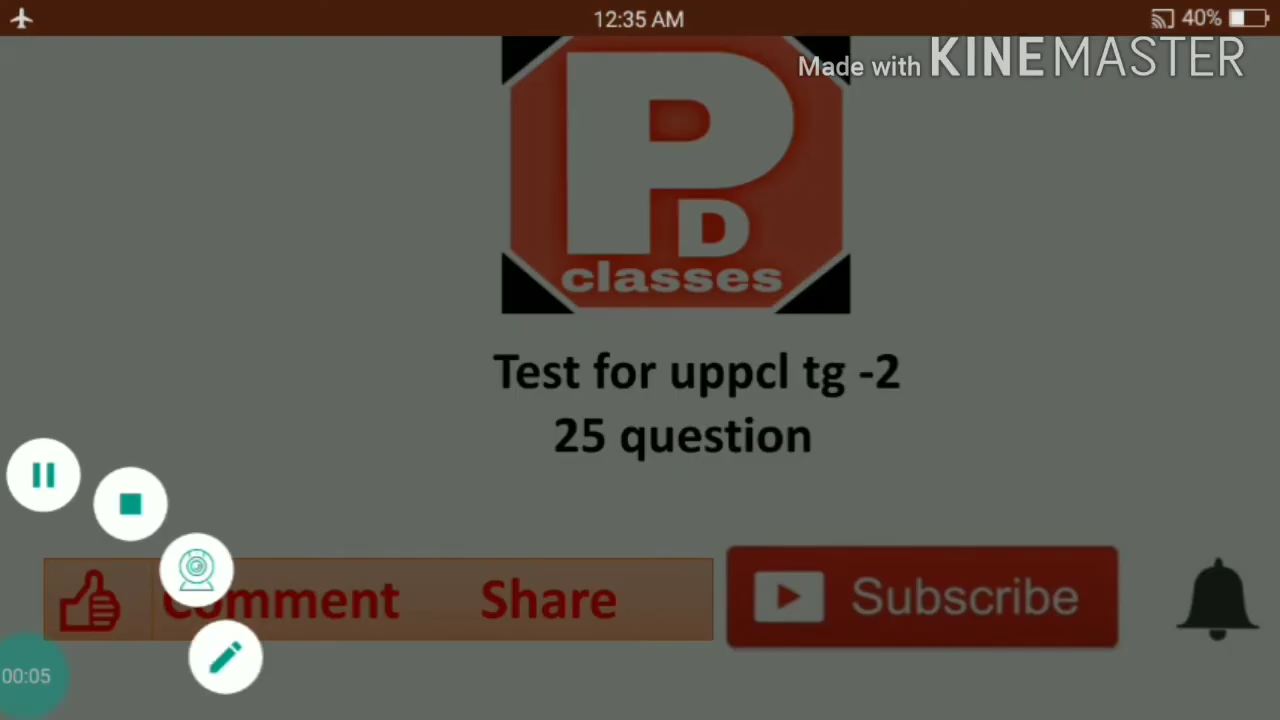 12:35 AM
40%
Made with KINEMASTER
P
D
classes
Test for uppcl tg -2
25 question
Comment Share Subscribe
00:05